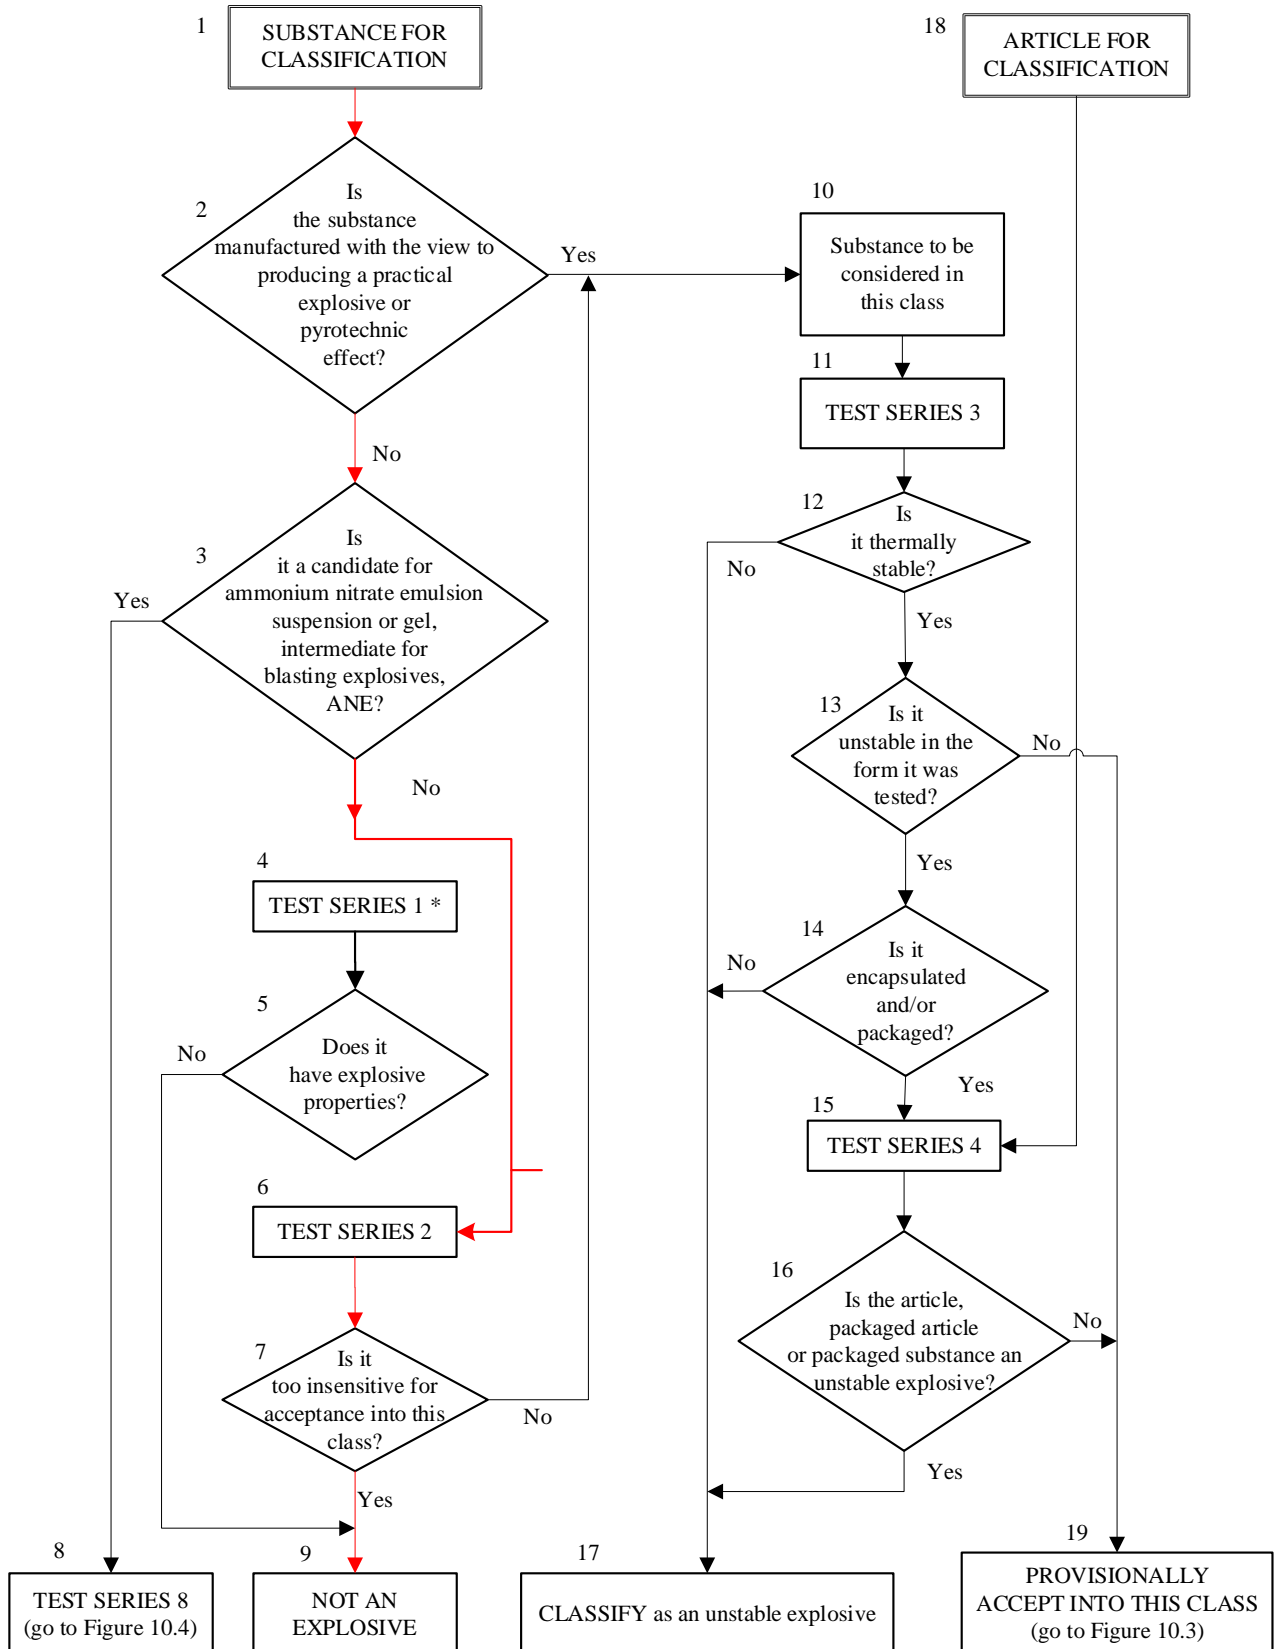 1
SUBSTANCE FOR
CLASSIFICATION
18
ARTICLE FOR
CLASSIFICATION
2
Is
the substance
manufactured with the view to
producing a practical
explosive or
pyrotechnic
effect?
Yes
No
10
Substance to be
considered in
this class
11
TEST SERIES 3
3
Is
it a candidate for
ammonium nitrate emulsion
suspension or gel,
intermediate for
blasting explosives,
ANE?
Yes
No
12
Is
it thermally
stable?
No
Yes
13
Is it
unstable in the
form it was
tested?
No
Yes
4
TEST SERIES 1 *
5
Does it
have explosive
properties?
No
14
Is it
encapsulated
and/or
packaged?
No
Yes
15
TEST SERIES 4
6
TEST SERIES 2
7
Is it
too insensitive for
acceptance into this
class?
No
Yes
16
Is the article,
packaged article
or packaged substance an
unstable explosive?
No
Yes
8
TEST SERIES 8
(go to Figure 10.4)
9
NOT AN
EXPLOSIVE
17
CLASSIFY as an unstable explosive
19
PROVISIONALLY
ACCEPT INTO THIS CLASS
(go to Figure 10.3)